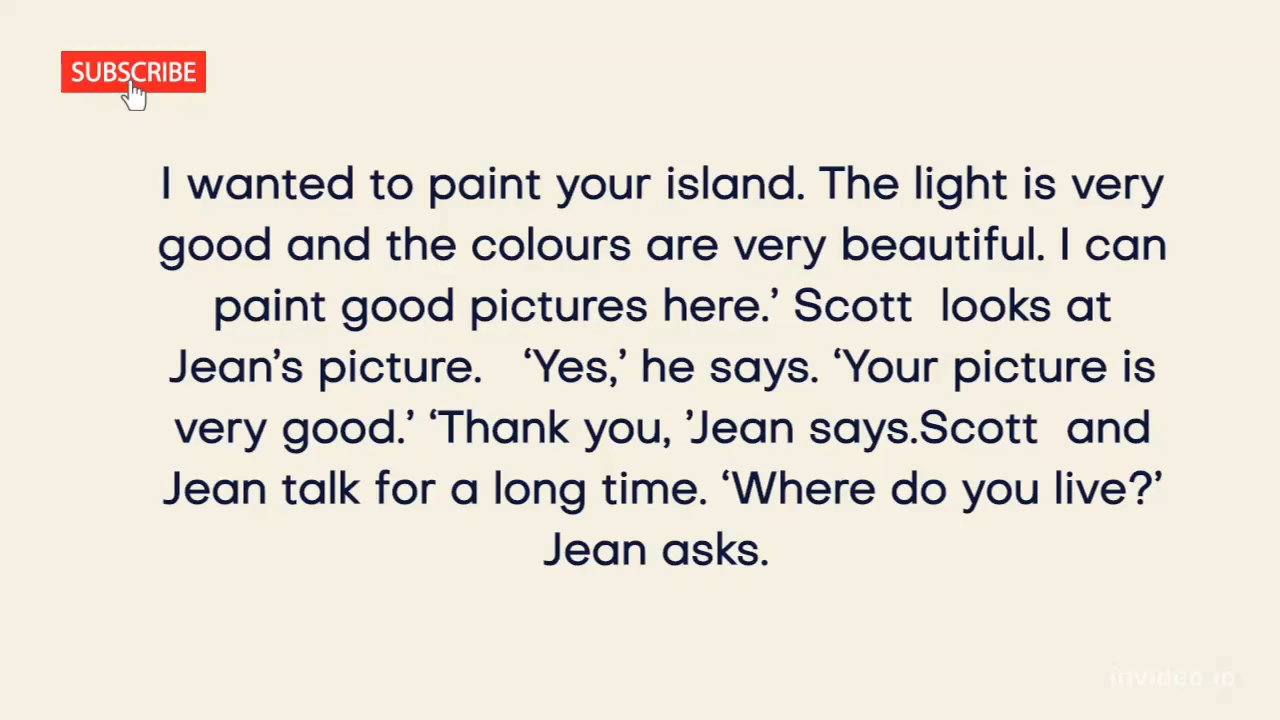 SUBSCRIBE
I wanted to paint your island. The light is very
good and the colours are very beautiful. I can
paint good pictures here.’ Scott  looks at
Jean’s picture.   ‘Yes,’ he says. ‘Your picture is
very good.’ ‘Thank you, ’Jean says.Scott  and
Jean talk for a long time. ‘Where do you live?’
Jean asks.
invideo.io